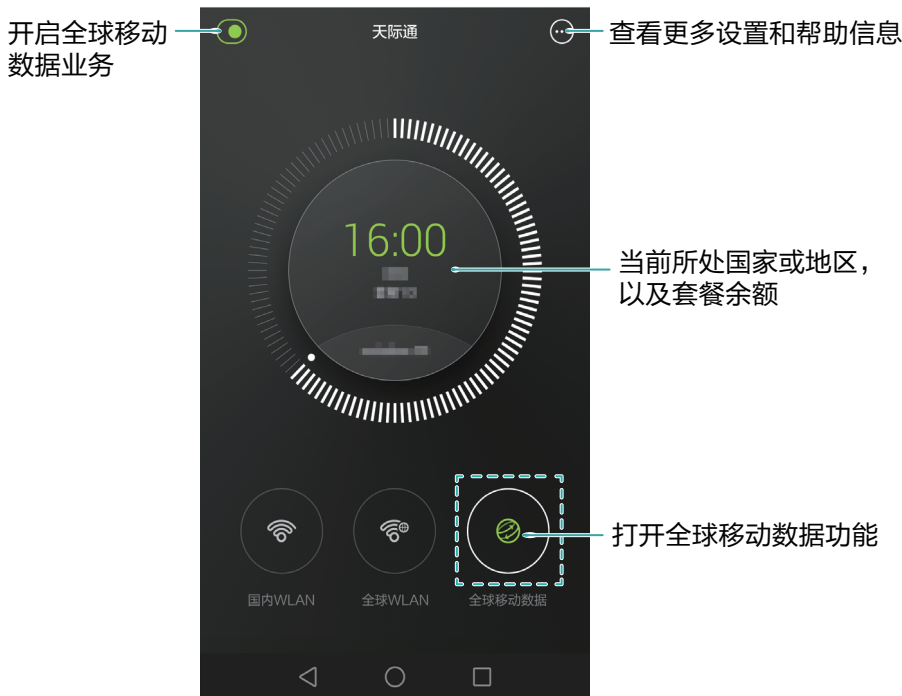 开启全球移动
数据业务
天际通
查看更多设置和帮助信息
16:00
当前所处国家或地区，
以及套餐余额
打开全球移动数据功能
国内WLAN
全球WLAN
全球移动数据